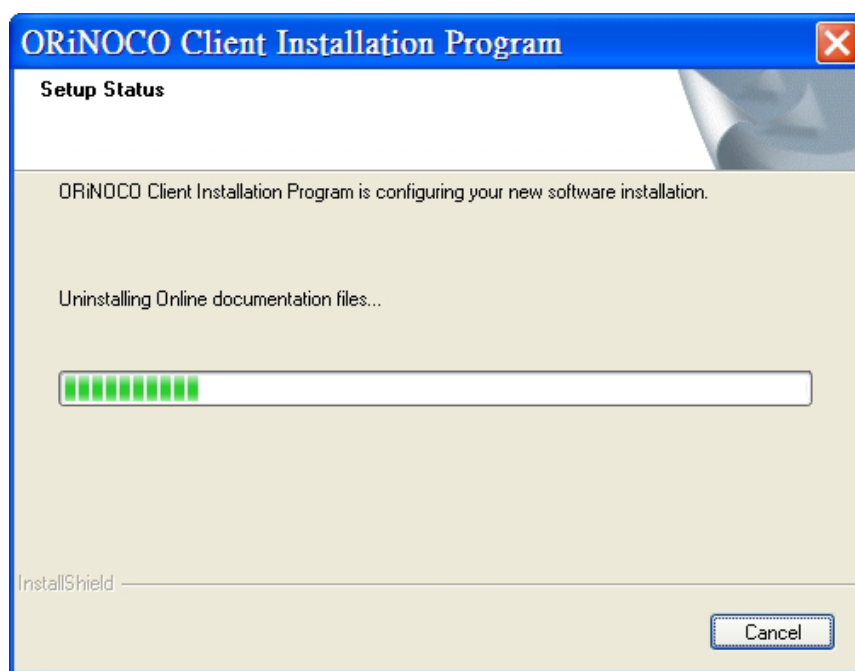 ORiNOCO Client Installation Program
Setup Status
ORiNOCO Client Installation Program is configuring your new software installation.
Uninstalling Online documentation files...
InstallShield
Cancel